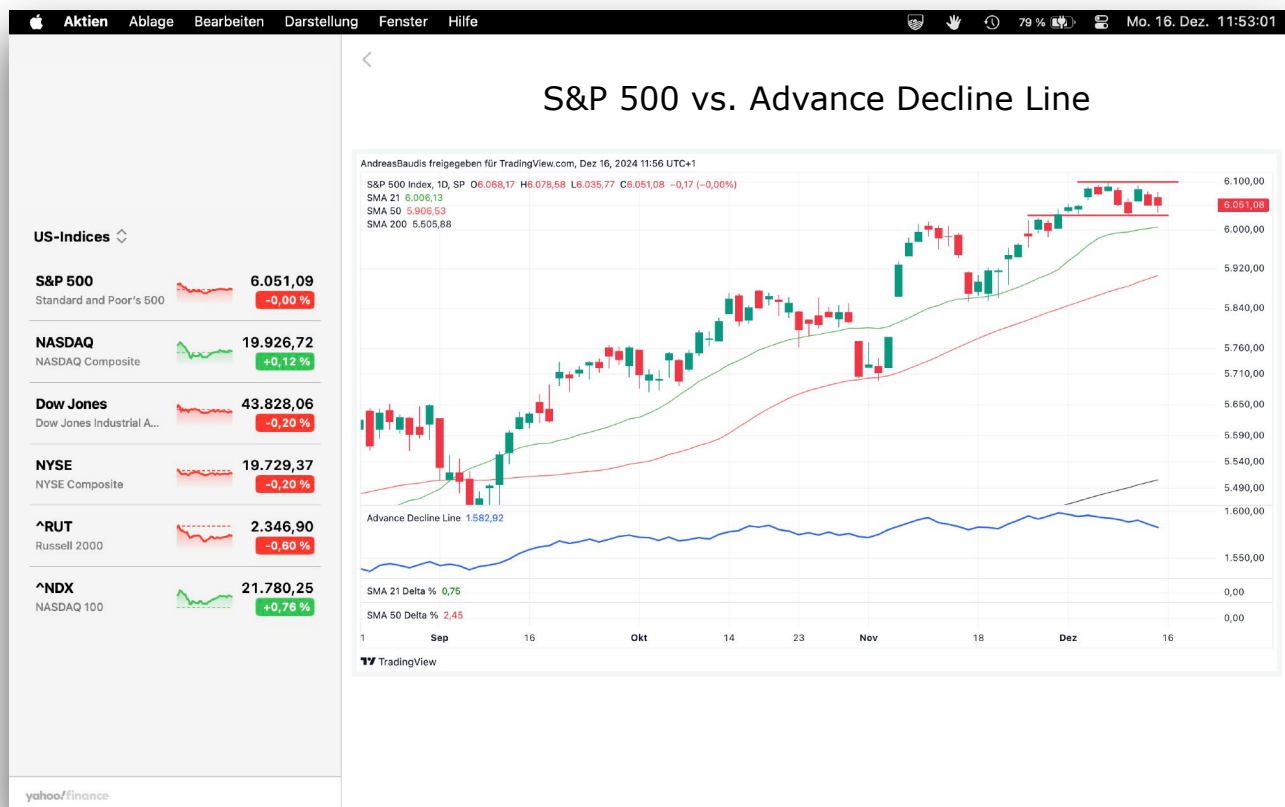 Aktien Ablage Bearbeiten Darstellung Fenster Hilfe 79 % Mo. 16. Dez. 11:53:01
S&P 500 vs. Advance Decline Line
US-Indices
S&P 500 6.051,09
Standard and Poor's 500 -0,00 %
NASDAQ 19.926,72
NASDAQ Composite +0,12 %
Dow Jones 43.828,06
Dow Jones Industrial A... -0,20 %
NYSE 19.729,37
NYSE Composite -0,20 %
^RUT 2.346,90
Russell 2000 -0,60 %
^NDX 21.780,25
NASDAQ 100 +0,76 %
yahoo!finance
AndreasBaudis freigegeben für TradingView.com, Dez 16, 2024 11:56 UTC+1
S&P 500 Index, 1D, SP O6.068,17 H6.078,58 L6.035,77 C6.051,08 −0,17 (−0,00%)
SMA 21 6.006,13
SMA 50 5.906,53
SMA 200 5.505,88
6.100,00
6.051,08
6.000,00
5.920,00
5.840,00
5.760,00
5.710,00
5.650,00
5.590,00
5.540,00
5.490,00
Advance Decline Line 1.582,92
1.600,00
1.550,00
SMA 21 Delta % 0,75
0,00
SMA 50 Delta % 2,45
0,00
1 Sep 16 Okt 14 23 Nov 18 Dez 16
TradingView